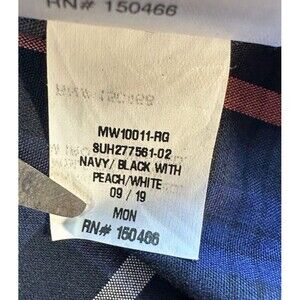 RN# 150466
MW10011-RG
SUH277561-02
NAVY/ BLACK WITH
PEACH/WHITE
09 / 19
MON
RN# 150466